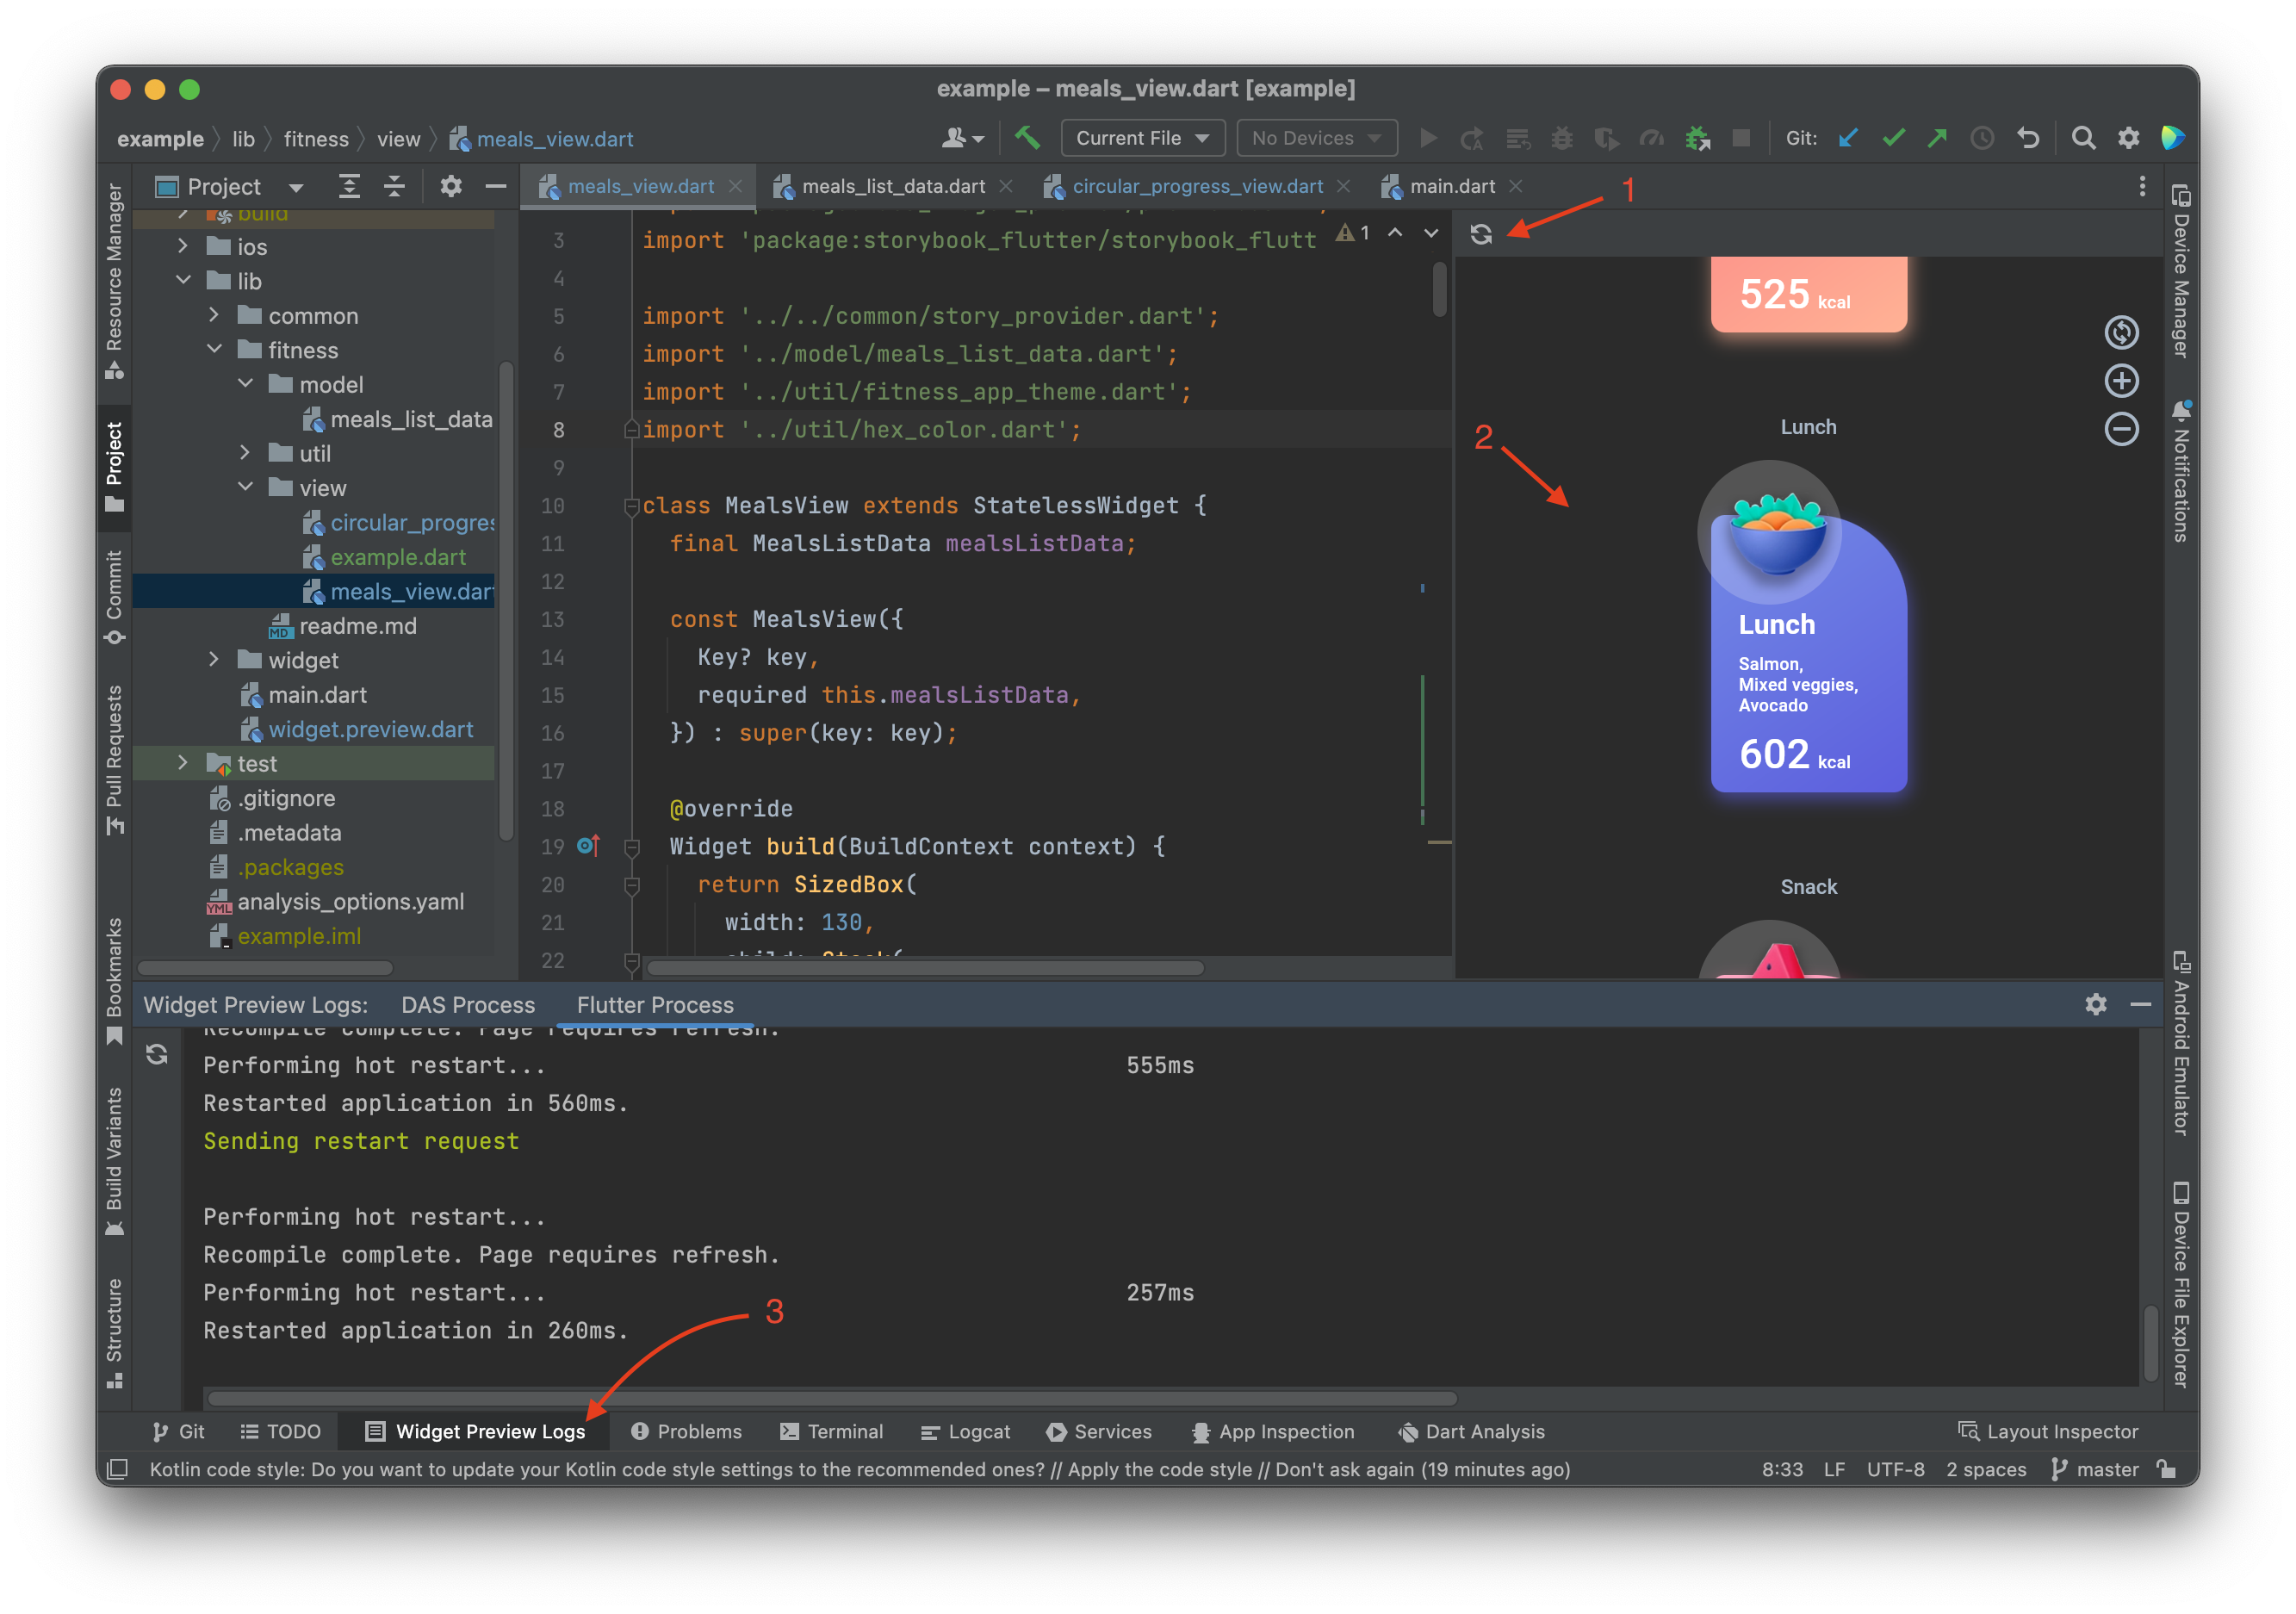 example – meals_view.dart [example]
example lib fitness view meals_view.dart
Current File No Devices Git:
Project
meals_view.dart meals_list_data.dart circular_progress_view.dart main.dart
1
build
ios
lib
common
fitness
model
meals_list_data
util
view
circular_progres
example.dart
meals_view.dart
readme.md
MD
widget
main.dart
widget.preview.dart
test
.gitignore
.metadata
.packages
analysis_options.yaml
YML
example.iml
Resource Manager
Project
Commit
Pull Requests
Bookmarks
Build Variants
Structure
3 import 'package:storybook_flutter/storybook_flutt
1
4
5 import '../../common/story_provider.dart';
6 import '../model/meals_list_data.dart';
7 import '../util/fitness_app_theme.dart';
8 import '../util/hex_color.dart';
9
10 class MealsView extends StatelessWidget {
11 final MealsListData mealsListData;
12
13 const MealsView({
14 Key? key,
15 required this.mealsListData,
16 }) : super(key: key);
17
18 @override
19 Widget build(BuildContext context) {
20 return SizedBox(
21 width: 130,
22 child: Stack(
525 kcal
2
Lunch
Lunch
Salmon,
Mixed veggies,
Avocado
602 kcal
Snack
Device Manager
Notifications
Android Emulator
Device File Explorer
Widget Preview Logs: DAS Process Flutter Process
Recompile complete. Page requires refresh.
Performing hot restart... 555ms
Restarted application in 560ms.
Sending restart request
Performing hot restart...
Recompile complete. Page requires refresh.
Performing hot restart... 257ms
Restarted application in 260ms.
3
Git TODO Widget Preview Logs Problems Terminal Logcat Services App Inspection Dart Analysis Layout Inspector
Kotlin code style: Do you want to update your Kotlin code style settings to the recommended ones? // Apply the code style // Don't ask again (19 minutes ago) 8:33 LF UTF-8 2 spaces master